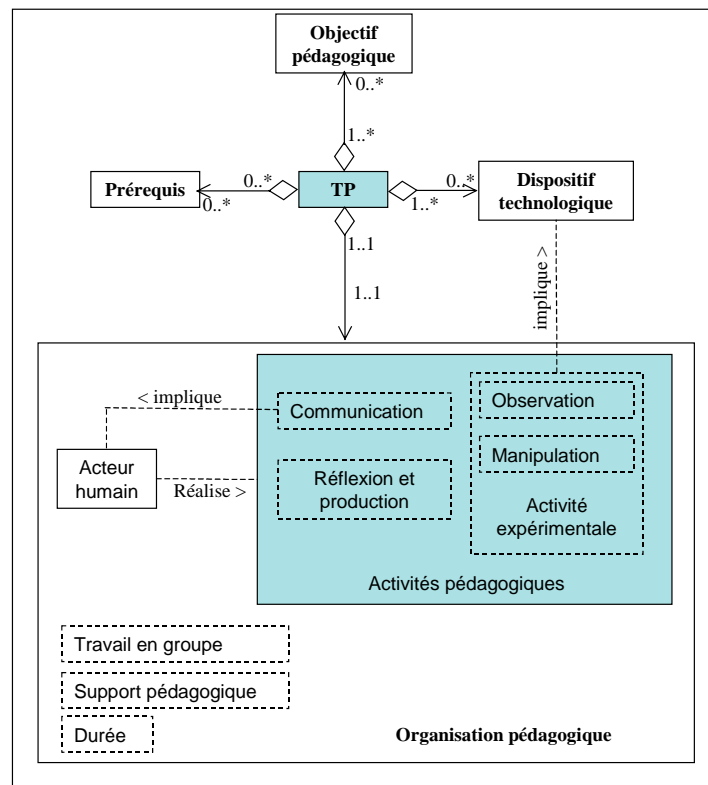 Objectif
pédagogique
0..*
1..*
Prérequis
0..*
0..*
TP
0..*
1..*
Dispositif
technologique
1..1
1..1
implique >
< implique
Communication
Observation
Manipulation
Acteur
humain
Réalise >
Réflexion et
production
Activité
expérimentale
Activités pédagogiques
Travail en groupe
Support pédagogique
Durée
Organisation pédagogique